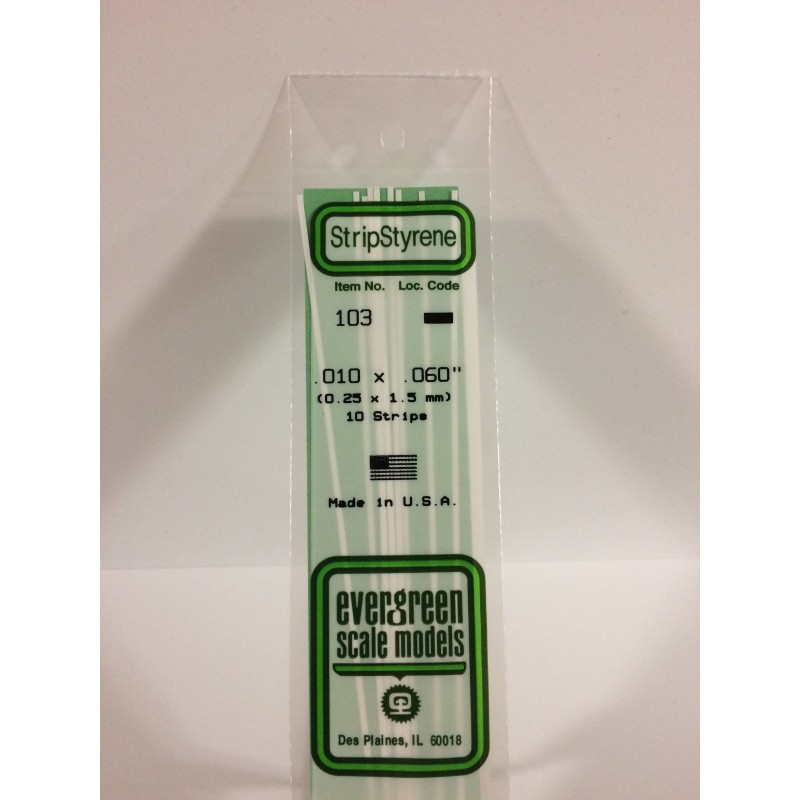 StripStyrene
Item No. Loc. Code
103
.010 x .060"
(0.25 x 1.5 mm)
10 Strips
Made in U.S.A.
evergreen
scale models
Des Plaines, IL 60018